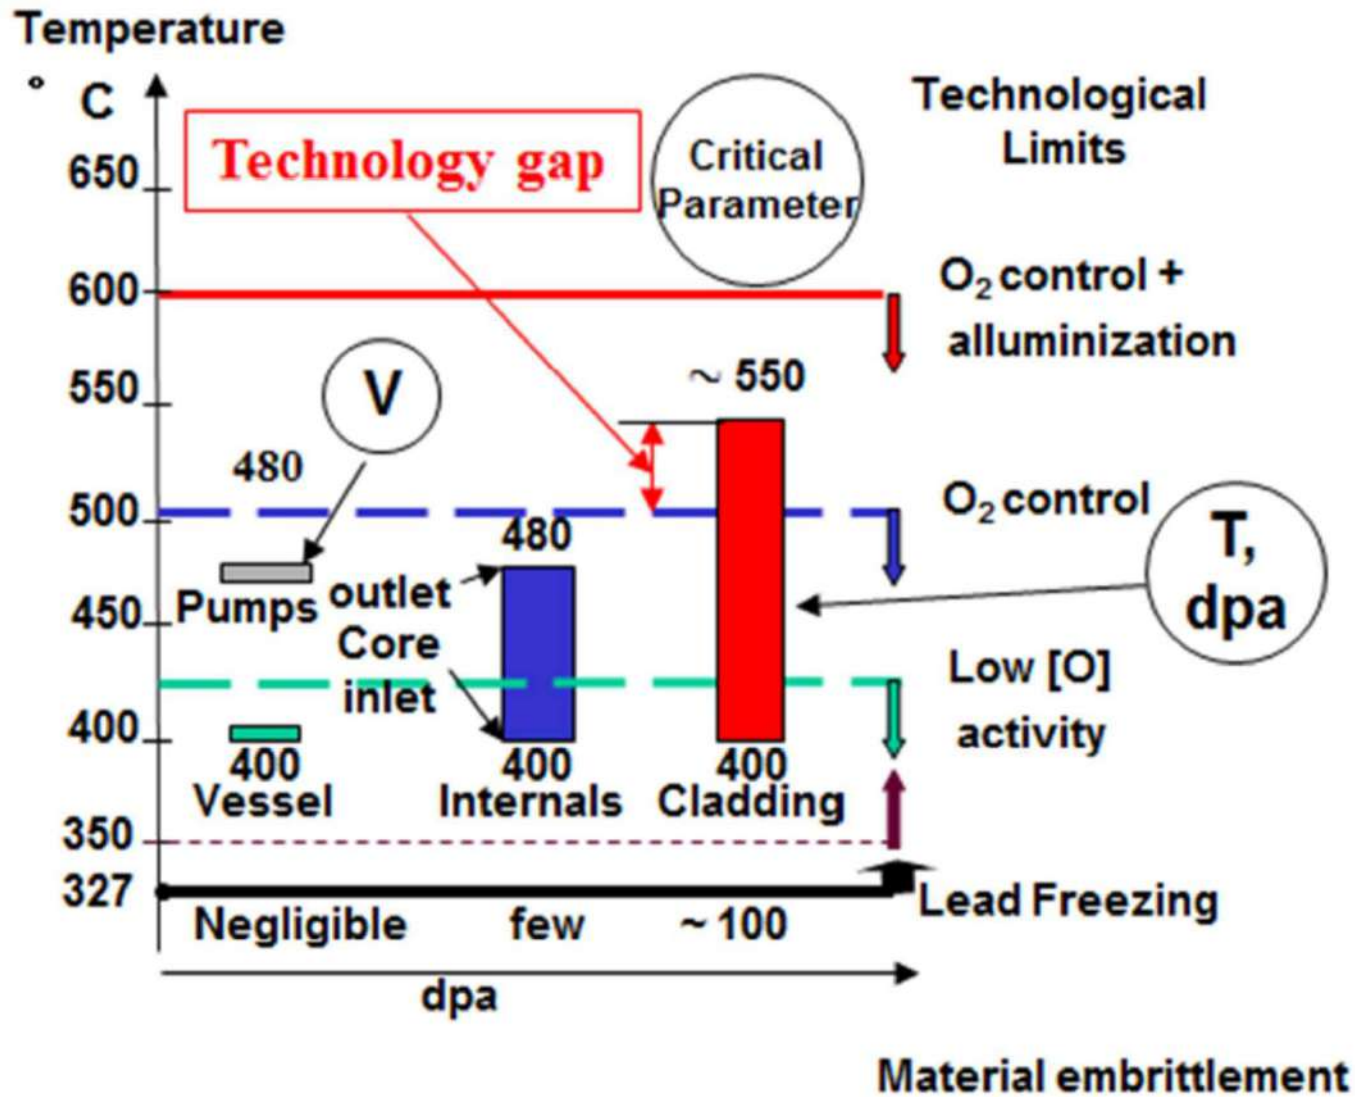 Temperature
° C
Technological
Limits
Technology gap
Critical
Parameter
650
600
O₂ control +
alluminization
~ 550
550
V
480
500
O₂ control
480
T,
dpa
outlet
Pumps
450
Core
inlet
Low [O]
activity
400
400
400
400
Vessel
Internals
Cladding
350
327
Lead Freezing
Negligible
few
~ 100
dpa
Material embrittlement